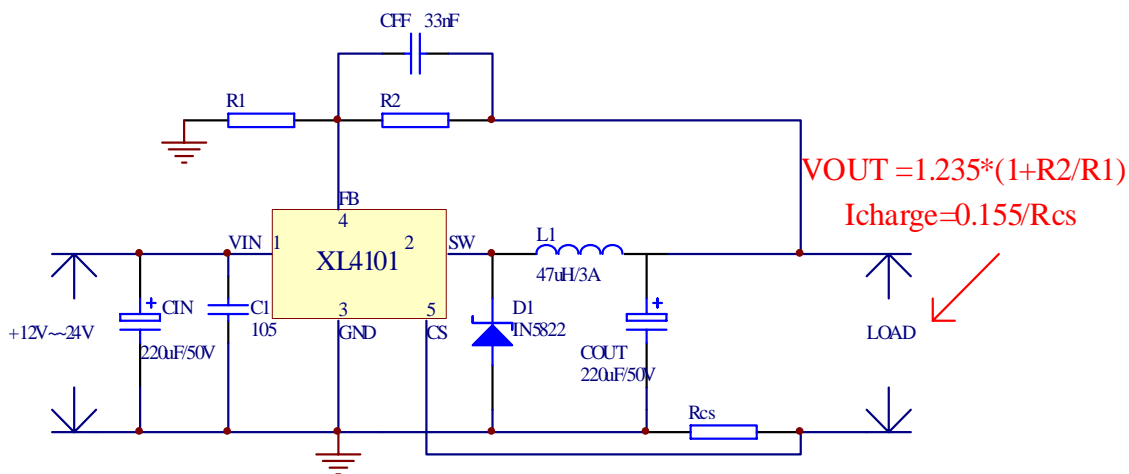 CFF 33nF
R1
R2
VOUT =1.235*(1+R2/R1)
Icharge=0.155/Rcs
FB
4
VIN 1
2 SW
XL4101
L1
47uH/3A
+12V~~24V
CIN
+
220uF/50V
C1
105
3
GND
5
CS
D1
IN5822
+
COUT
220uF/50V
LOAD
Rcs